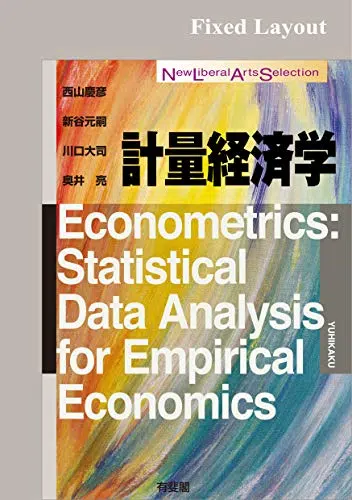 Fixed Layout
New Liberal Arts Selection
西山慶彦
新谷元嗣
川口大司
奥井 亮
計量経済学
Econometrics:
Statistical
Data Analysis
for Empirical
Economics
YUHIKAKU
有斐閣